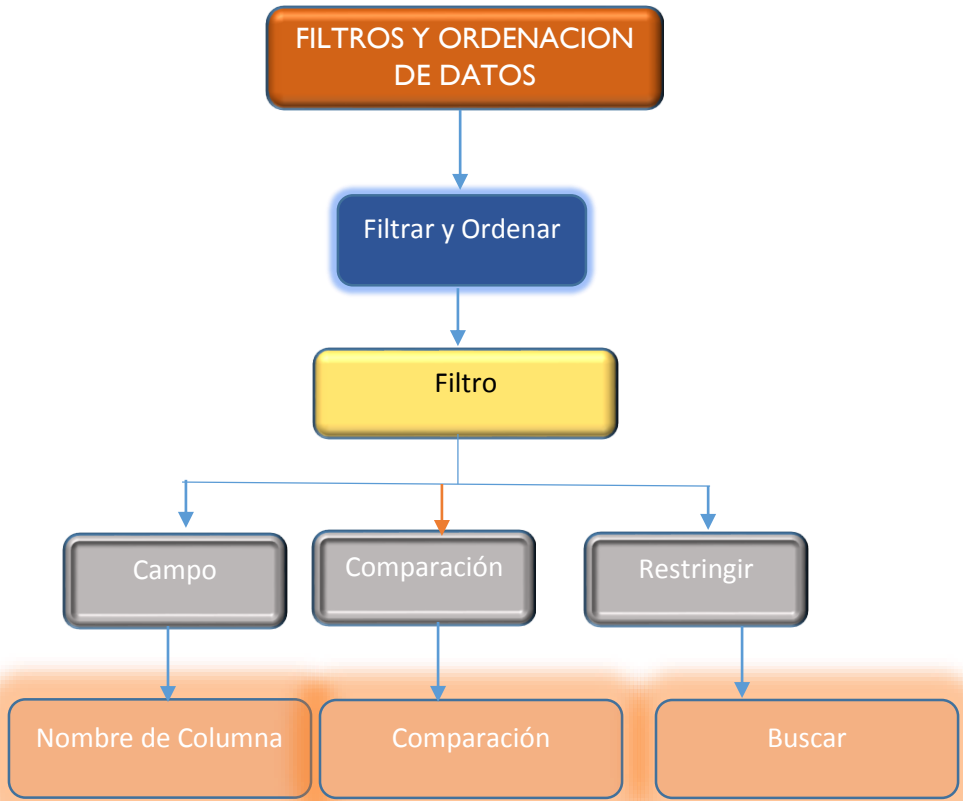 FILTROS Y ORDENACION
DE DATOS
Filtrar y Ordenar
Filtro
Campo
Comparación
Restringir
Nombre de Columna
Comparación
Buscar